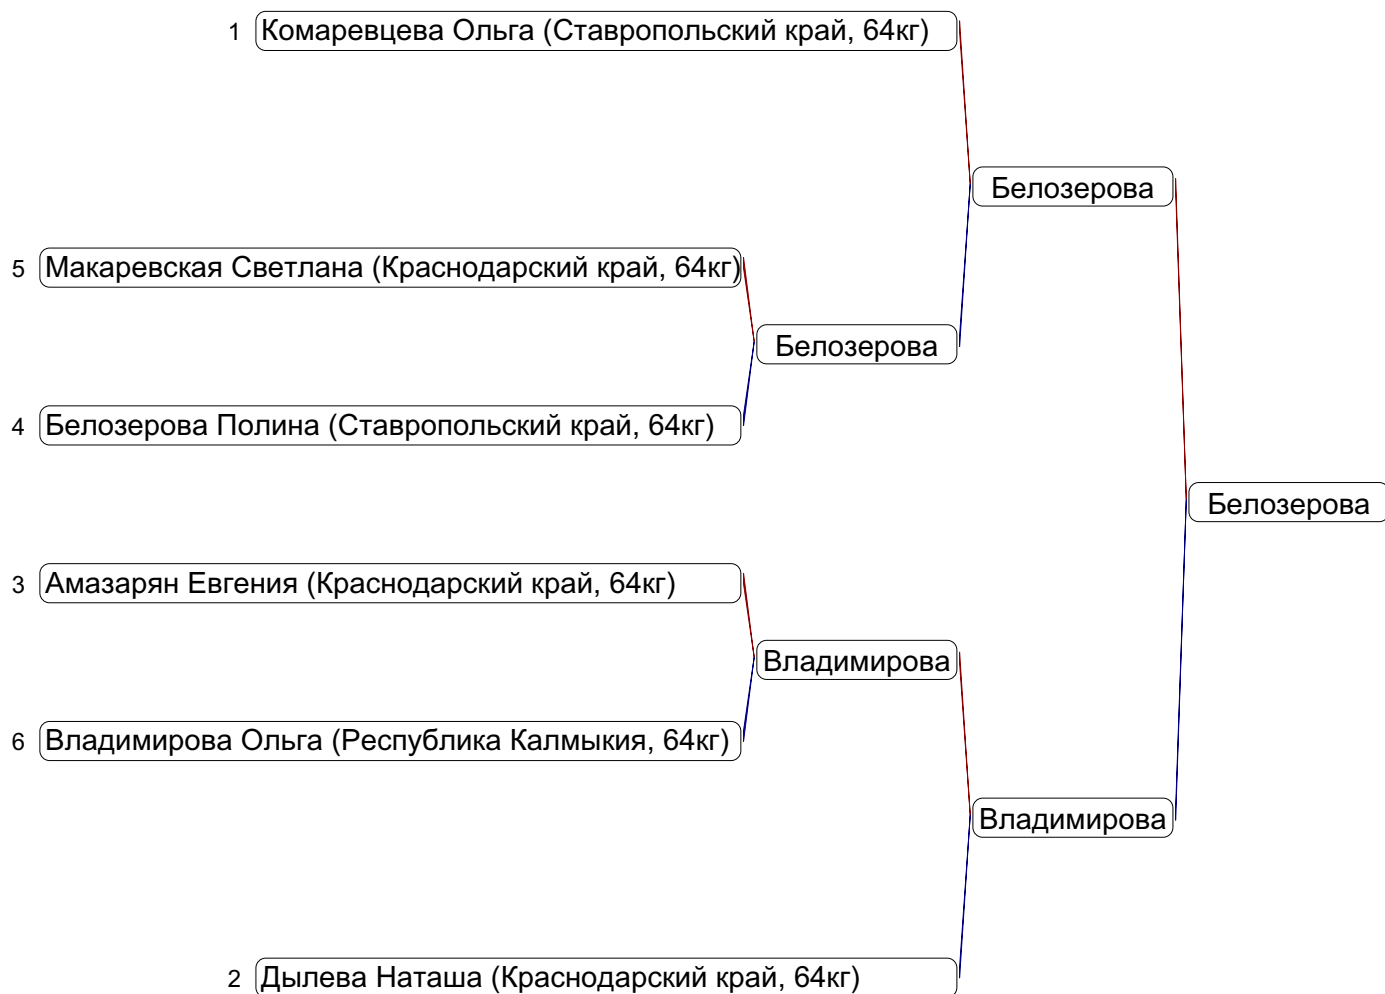 1 Комаревцева Ольга (Ставропольский край, 64кг)
Белозерова
5 Макаревская Светлана (Краснодарский край, 64кг)
Белозерова
4 Белозерова Полина (Ставропольский край, 64кг)
Белозерова
3 Амазарян Евгения (Краснодарский край, 64кг)
Владимирова
6 Владимирова Ольга (Республика Калмыкия, 64кг)
Владимирова
2 Дылева Наташа (Краснодарский край, 64кг)